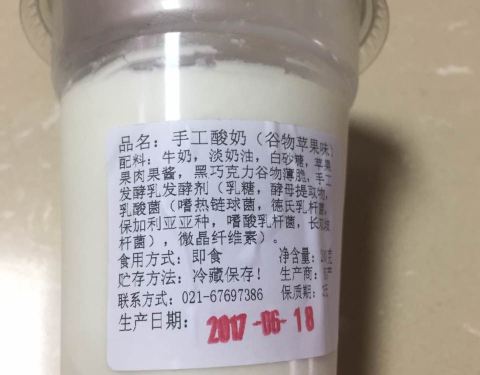 品名：手工酸奶（谷物苹果味）
配料：牛奶，淡奶油，白砂糖，苹果
果肉果酱，黑巧克力谷物薄脆，手工
发酵乳发酵剂（乳糖，酵母提取物，
乳酸菌（嗜热链球菌，德氏乳杆菌
保加利亚亚种，嗜酸乳杆菌，长双歧
杆菌），微晶纤维素）。
食用方式：即食 净含量：
贮存方法：冷藏保存！ 生产商：
联系方式：021-67697386 保质期：
生产日期：2017-06-18